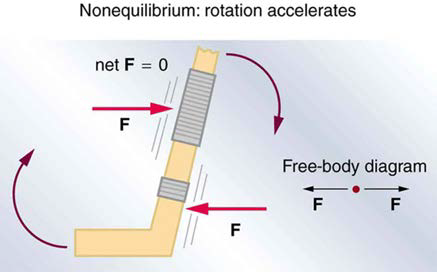 Nonequilibrium: rotation accelerates
net F = 0
F
Free-body diagram
F F
F